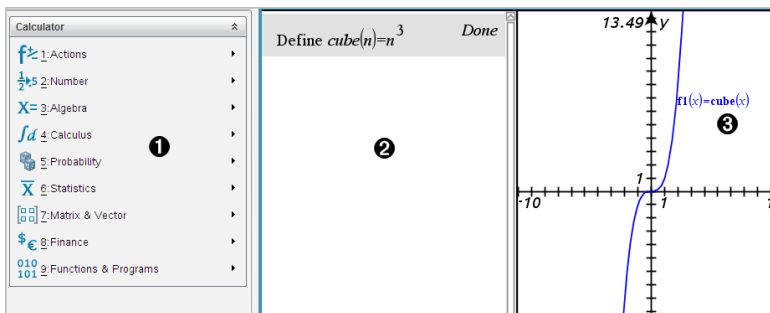 Calculator
1:Actions
2:Number
3:Algebra
4:Calculus
5:Probability
6:Statistics
7:Matrix & Vector
8:Finance
9:Functions & Programs
❶
Define cube(n)=n³ Done
❷
13.49 y
f1(x)=cube(x)
❸
1
-10 1 1